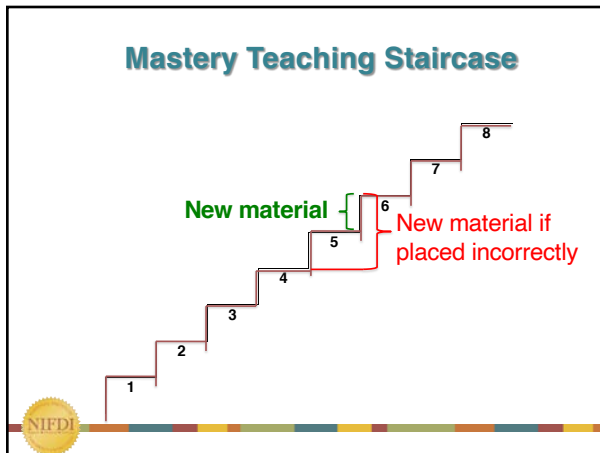 Mastery Teaching Staircase
8
7
New material
6
New material if
placed incorrectly
5
4
3
2
1
NIFDI